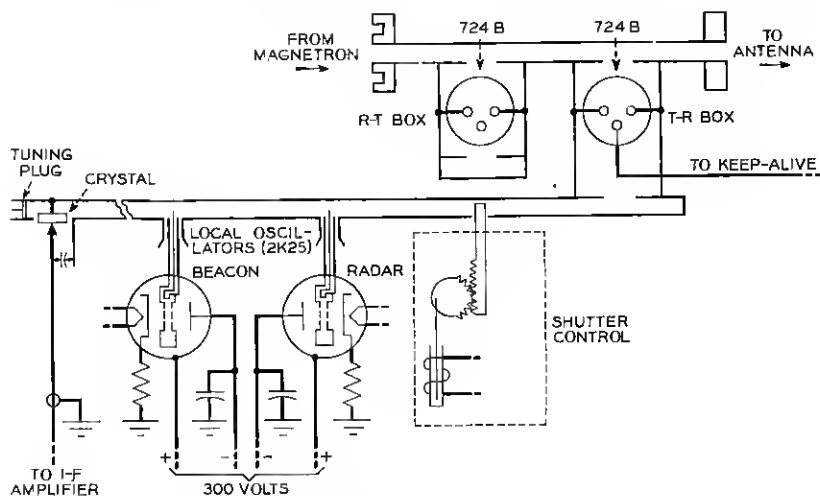 FROM
MAGNETRON
724 B
724 B
TO
ANTENNA
R-T BOX
T-R BOX
TO KEEP-ALIVE
TUNING
PLUG
CRYSTAL
LOCAL OSCIL-
LATORS (2K25)
BEACON
RADAR
SHUTTER
CONTROL
+
-
-
+
TO I-F
AMPLIFIER
300 VOLTS